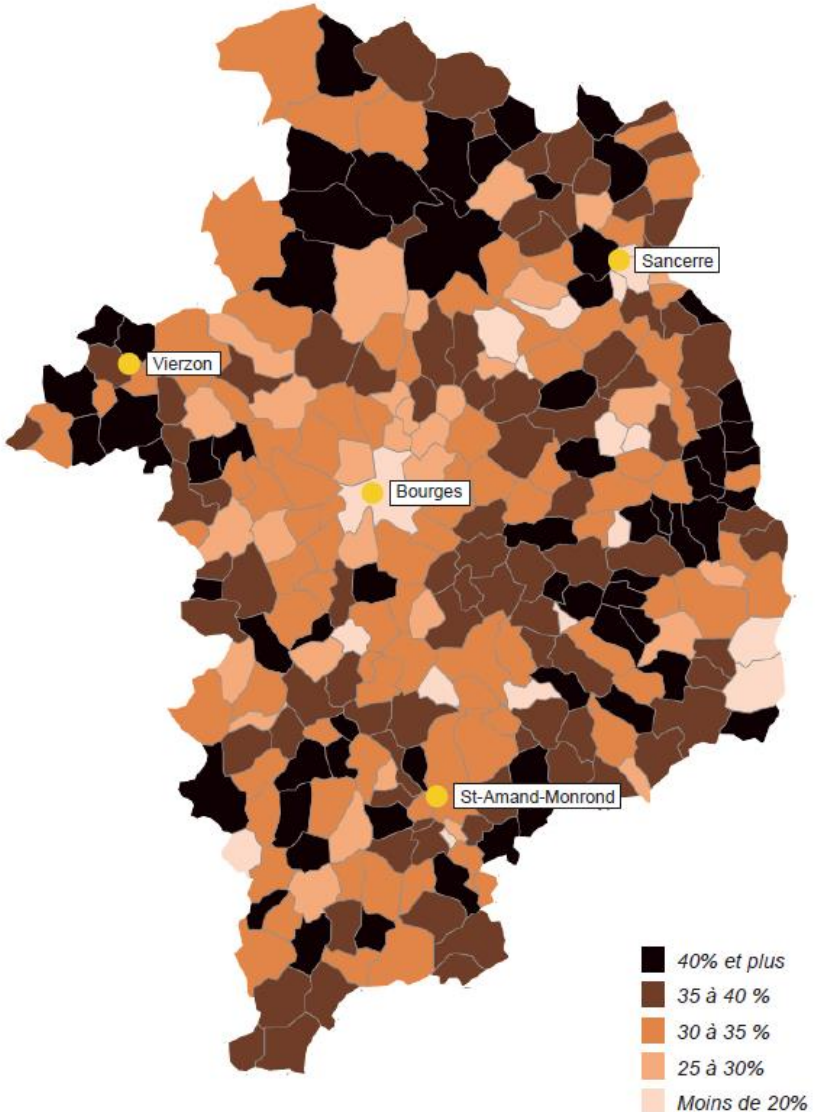 Sancerre
Vierzon
Bourges
St-Amand-Monrond
40% et plus
35 à 40 %
30 à 35 %
25 à 30%
Moins de 20%